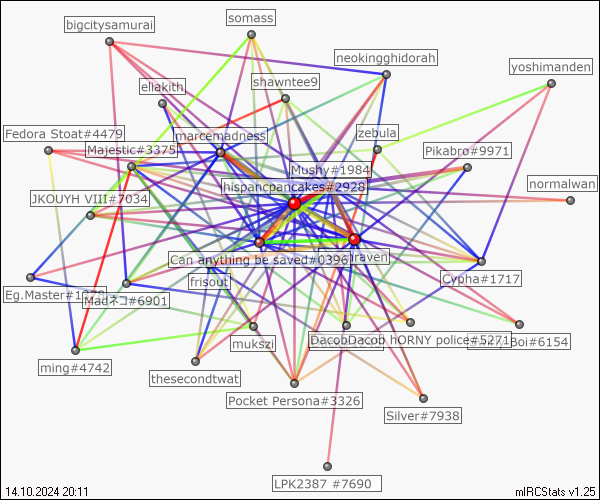 bigcitysamurai
somass
neokingghidorah
yoshimanden
eliakith
shawntee9
Fedora Stoat#4479
marcemadness
zebula
Majestic#3375
Pikabro#9971
Mushy#1984
hispancpancakes#2928
normalwan
JKOUYH VIII#7034
Can anything be saved#0396
raven
Cypha#1717
frisout
Eg.Master#1
Madネコ#6901
mukszi
DacobDacob hORNY police#5271
Boi#6154
ming#4742
thesecondtwat
Pocket Persona#3326
Silver#7938
LPK2387 #7690
14.10.2024 20:11
mIRCStats v1.25